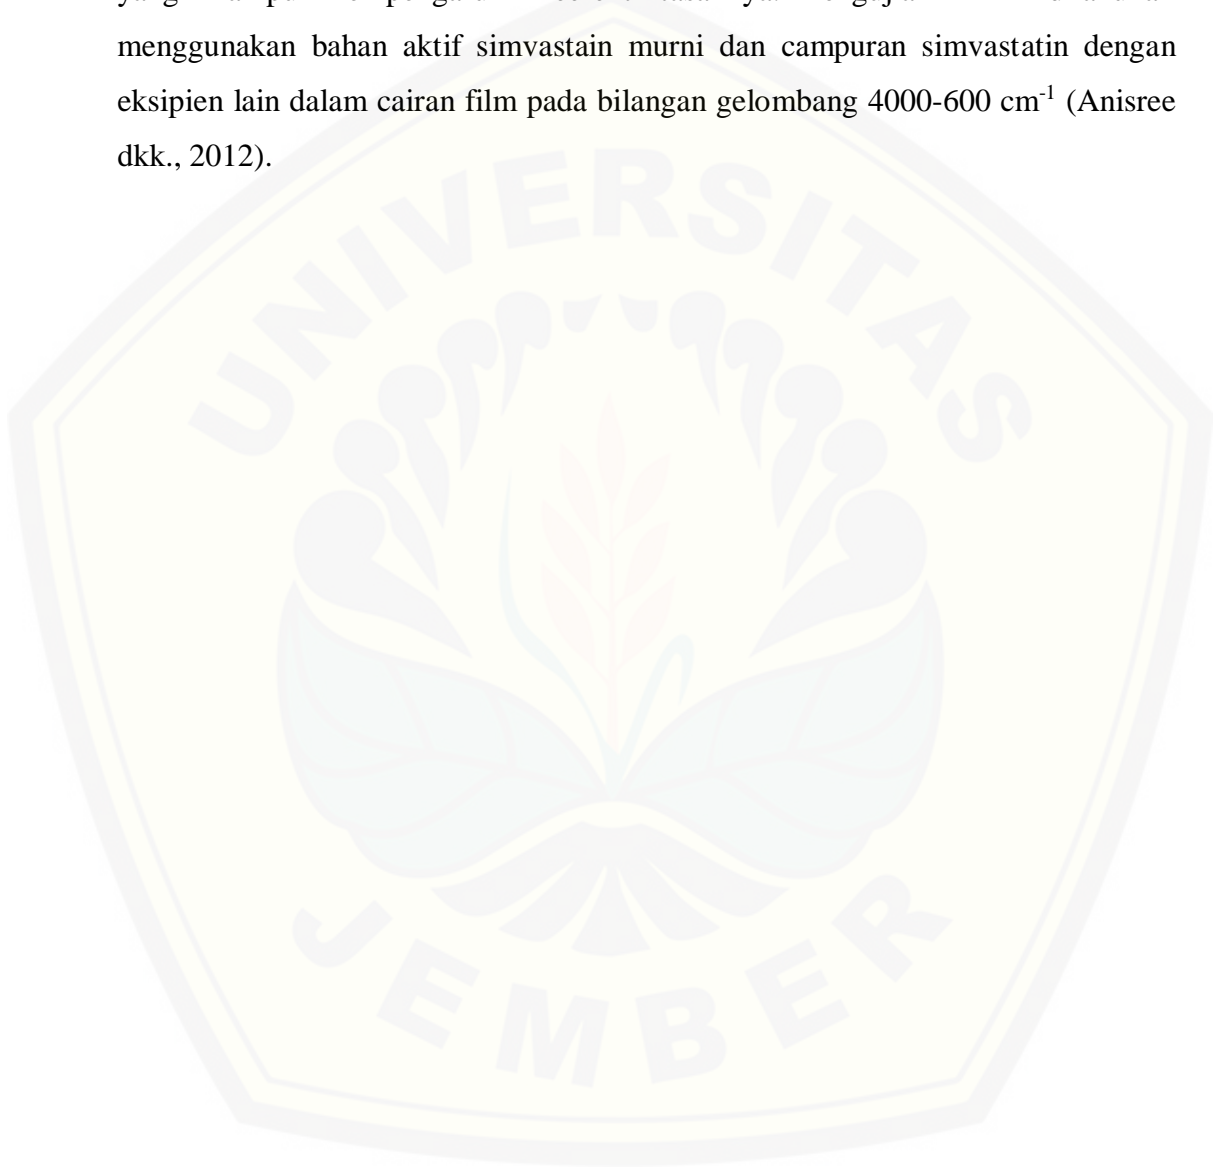 menggunakan bahan aktif simvastain murni dan campuran simvastatin dengan
eksipien lain dalam cairan film pada bilangan gelombang 4000-600 cm⁻¹ (Anisree
dkk., 2012).
UNIVERSITAS
JEMBER